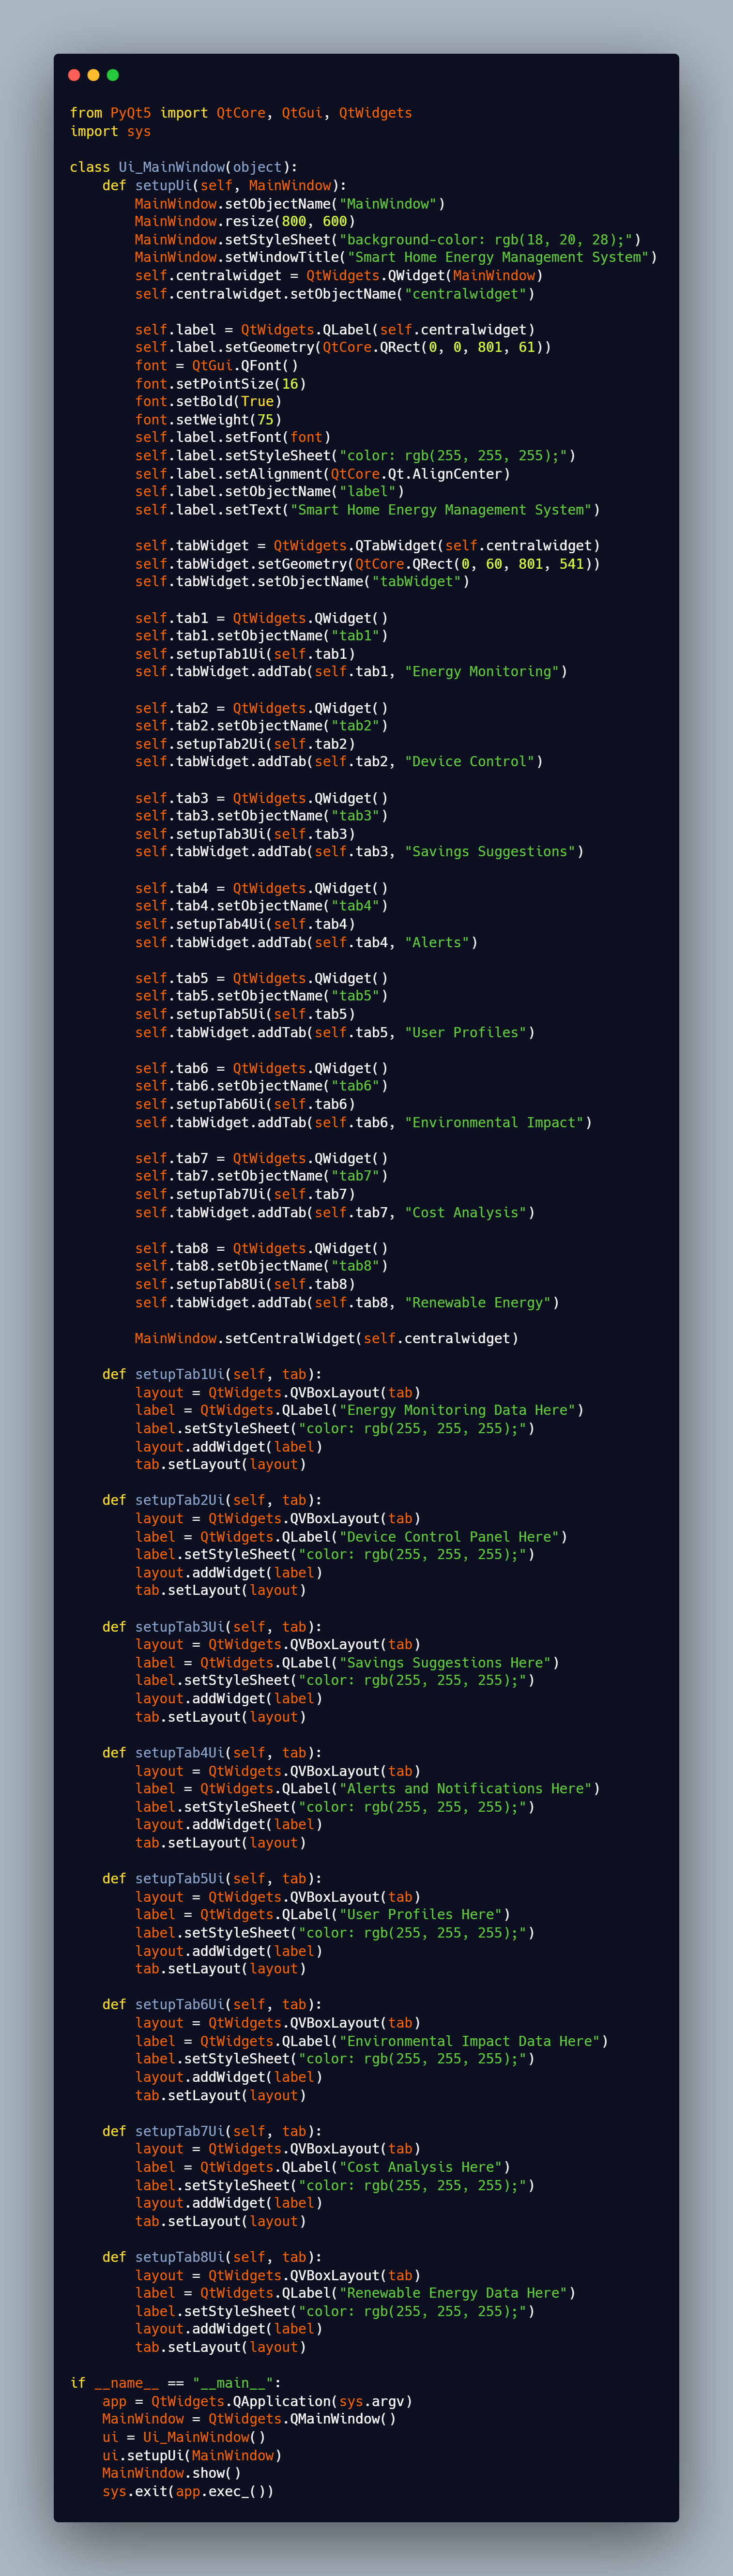 from PyQt5 import QtCore, QtGui, QtWidgets
import sys

class Ui_MainWindow(object):
    def setupUi(self, MainWindow):
        MainWindow.setObjectName("MainWindow")
        MainWindow.resize(800, 600)
        MainWindow.setStyleSheet("background-color: rgb(18, 20, 28);")
        MainWindow.setWindowTitle("Smart Home Energy Management System")
        self.centralwidget = QtWidgets.QWidget(MainWindow)
        self.centralwidget.setObjectName("centralwidget")

        self.label = QtWidgets.QLabel(self.centralwidget)
        self.label.setGeometry(QtCore.QRect(0, 0, 801, 61))
        font = QtGui.QFont()
        font.setPointSize(16)
        font.setBold(True)
        font.setWeight(75)
        self.label.setFont(font)
        self.label.setStyleSheet("color: rgb(255, 255, 255);")
        self.label.setAlignment(QtCore.Qt.AlignCenter)
        self.label.setObjectName("label")
        self.label.setText("Smart Home Energy Management System")

        self.tabWidget = QtWidgets.QTabWidget(self.centralwidget)
        self.tabWidget.setGeometry(QtCore.QRect(0, 60, 801, 541))
        self.tabWidget.setObjectName("tabWidget")

        self.tab1 = QtWidgets.QWidget()
        self.tab1.setObjectName("tab1")
        self.setupTab1Ui(self.tab1)
        self.tabWidget.addTab(self.tab1, "Energy Monitoring")

        self.tab2 = QtWidgets.QWidget()
        self.tab2.setObjectName("tab2")
        self.setupTab2Ui(self.tab2)
        self.tabWidget.addTab(self.tab2, "Device Control")

        self.tab3 = QtWidgets.QWidget()
        self.tab3.setObjectName("tab3")
        self.setupTab3Ui(self.tab3)
        self.tabWidget.addTab(self.tab3, "Savings Suggestions")

        self.tab4 = QtWidgets.QWidget()
        self.tab4.setObjectName("tab4")
        self.setupTab4Ui(self.tab4)
        self.tabWidget.addTab(self.tab4, "Alerts")

        self.tab5 = QtWidgets.QWidget()
        self.tab5.setObjectName("tab5")
        self.setupTab5Ui(self.tab5)
        self.tabWidget.addTab(self.tab5, "User Profiles")

        self.tab6 = QtWidgets.QWidget()
        self.tab6.setObjectName("tab6")
        self.setupTab6Ui(self.tab6)
        self.tabWidget.addTab(self.tab6, "Environmental Impact")

        self.tab7 = QtWidgets.QWidget()
        self.tab7.setObjectName("tab7")
        self.setupTab7Ui(self.tab7)
        self.tabWidget.addTab(self.tab7, "Cost Analysis")

        self.tab8 = QtWidgets.QWidget()
        self.tab8.setObjectName("tab8")
        self.setupTab8Ui(self.tab8)
        self.tabWidget.addTab(self.tab8, "Renewable Energy")

        MainWindow.setCentralWidget(self.centralwidget)

    def setupTab1Ui(self, tab):
        layout = QtWidgets.QVBoxLayout(tab)
        label = QtWidgets.QLabel("Energy Monitoring Data Here")
        label.setStyleSheet("color: rgb(255, 255, 255);")
        layout.addWidget(label)
        tab.setLayout(layout)

    def setupTab2Ui(self, tab):
        layout = QtWidgets.QVBoxLayout(tab)
        label = QtWidgets.QLabel("Device Control Panel Here")
        label.setStyleSheet("color: rgb(255, 255, 255);")
        layout.addWidget(label)
        tab.setLayout(layout)

    def setupTab3Ui(self, tab):
        layout = QtWidgets.QVBoxLayout(tab)
        label = QtWidgets.QLabel("Savings Suggestions Here")
        label.setStyleSheet("color: rgb(255, 255, 255);")
        layout.addWidget(label)
        tab.setLayout(layout)

    def setupTab4Ui(self, tab):
        layout = QtWidgets.QVBoxLayout(tab)
        label = QtWidgets.QLabel("Alerts and Notifications Here")
        label.setStyleSheet("color: rgb(255, 255, 255);")
        layout.addWidget(label)
        tab.setLayout(layout)

    def setupTab5Ui(self, tab):
        layout = QtWidgets.QVBoxLayout(tab)
        label = QtWidgets.QLabel("User Profiles Here")
        label.setStyleSheet("color: rgb(255, 255, 255);")
        layout.addWidget(label)
        tab.setLayout(layout)

    def setupTab6Ui(self, tab):
        layout = QtWidgets.QVBoxLayout(tab)
        label = QtWidgets.QLabel("Environmental Impact Data Here")
        label.setStyleSheet("color: rgb(255, 255, 255);")
        layout.addWidget(label)
        tab.setLayout(layout)

    def setupTab7Ui(self, tab):
        layout = QtWidgets.QVBoxLayout(tab)
        label = QtWidgets.QLabel("Cost Analysis Here")
        label.setStyleSheet("color: rgb(255, 255, 255);")
        layout.addWidget(label)
        tab.setLayout(layout)

    def setupTab8Ui(self, tab):
        layout = QtWidgets.QVBoxLayout(tab)
        label = QtWidgets.QLabel("Renewable Energy Data Here")
        label.setStyleSheet("color: rgb(255, 255, 255);")
        layout.addWidget(label)
        tab.setLayout(layout)

if __name__ == "__main__":
    app = QtWidgets.QApplication(sys.argv)
    MainWindow = QtWidgets.QMainWindow()
    ui = Ui_MainWindow()
    ui.setupUi(MainWindow)
    MainWindow.show()
    sys.exit(app.exec_())